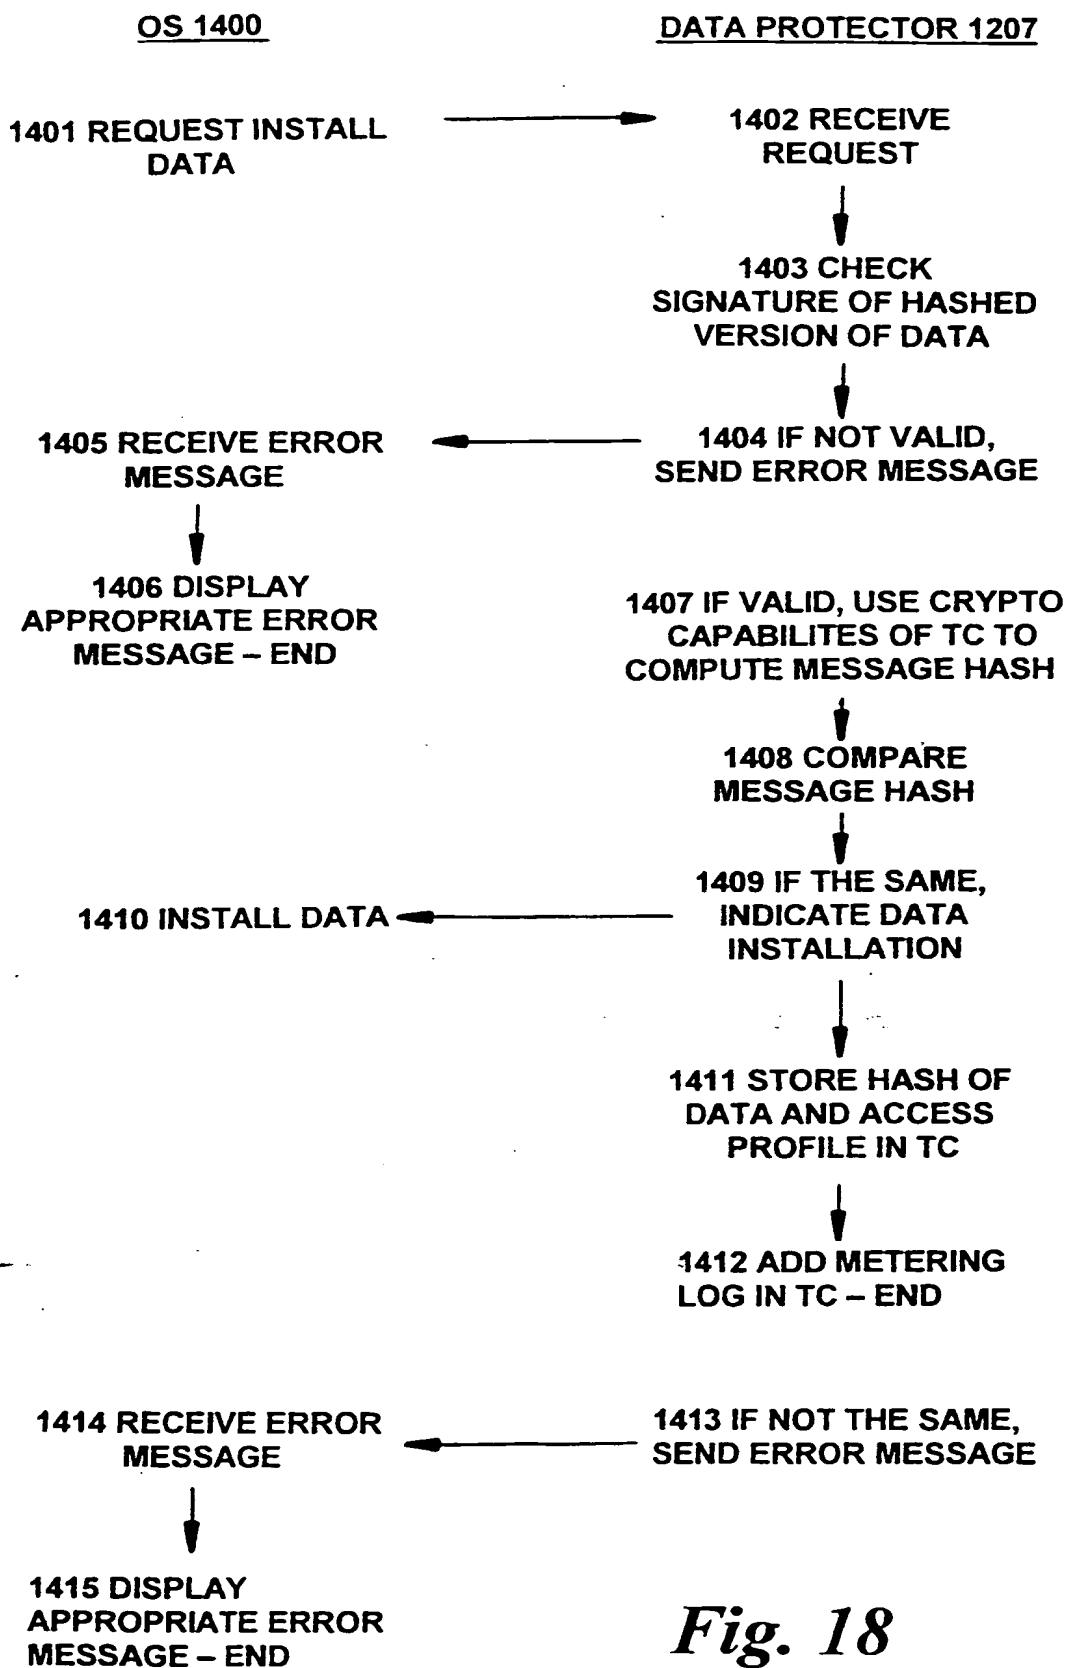 OS 1400
DATA PROTECTOR 1207
1401 REQUEST INSTALL
DATA
1402 RECEIVE
REQUEST
1403 CHECK
SIGNATURE OF HASHED
VERSION OF DATA
1404 IF NOT VALID,
SEND ERROR MESSAGE
1405 RECEIVE ERROR
MESSAGE
1406 DISPLAY
APPROPRIATE ERROR
MESSAGE – END
1407 IF VALID, USE CRYPTO
CAPABILITES OF TC TO
COMPUTE MESSAGE HASH
1408 COMPARE
MESSAGE HASH
1409 IF THE SAME,
INDICATE DATA
INSTALLATION
1410 INSTALL DATA
1411 STORE HASH OF
DATA AND ACCESS
PROFILE IN TC
1412 ADD METERING
LOG IN TC – END
1413 IF NOT THE SAME,
SEND ERROR MESSAGE
1414 RECEIVE ERROR
MESSAGE
1415 DISPLAY
APPROPRIATE ERROR
MESSAGE – END
Fig. 18